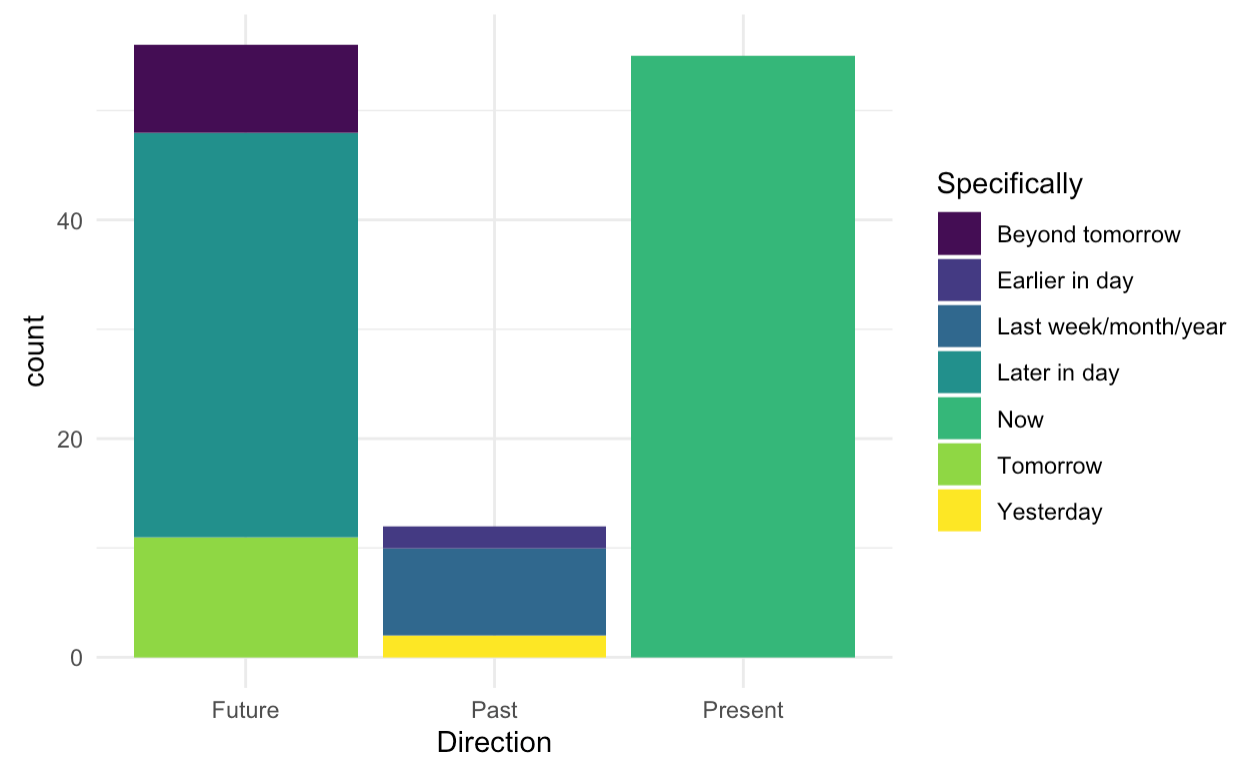 count
40
20
0
Future
Past
Present
Direction
Specifically
Beyond tomorrow
Earlier in day
Last week/month/year
Later in day
Now
Tomorrow
Yesterday